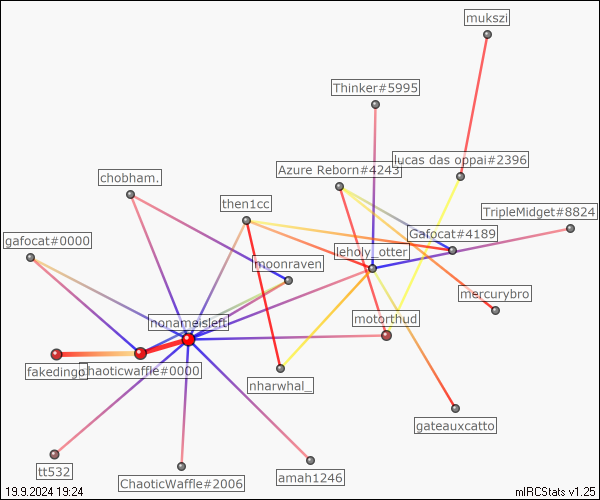 mukszi
Thinker#5995
lucas das oppai#2396
Azure Reborn#4243
chobham.
then1cc
TripleMidget#8824
gafocat#0000
Gafocat#4189
leholy_otter
moonraven
mercurybro
nonameisleft
motorthud
fakedingo
chaoticwaffle#0000
nharwhal_
gateauxcatto
tt532
ChaoticWaffle#2006
amah1246
19.9.2024 19:24
mIRCStats v1.25